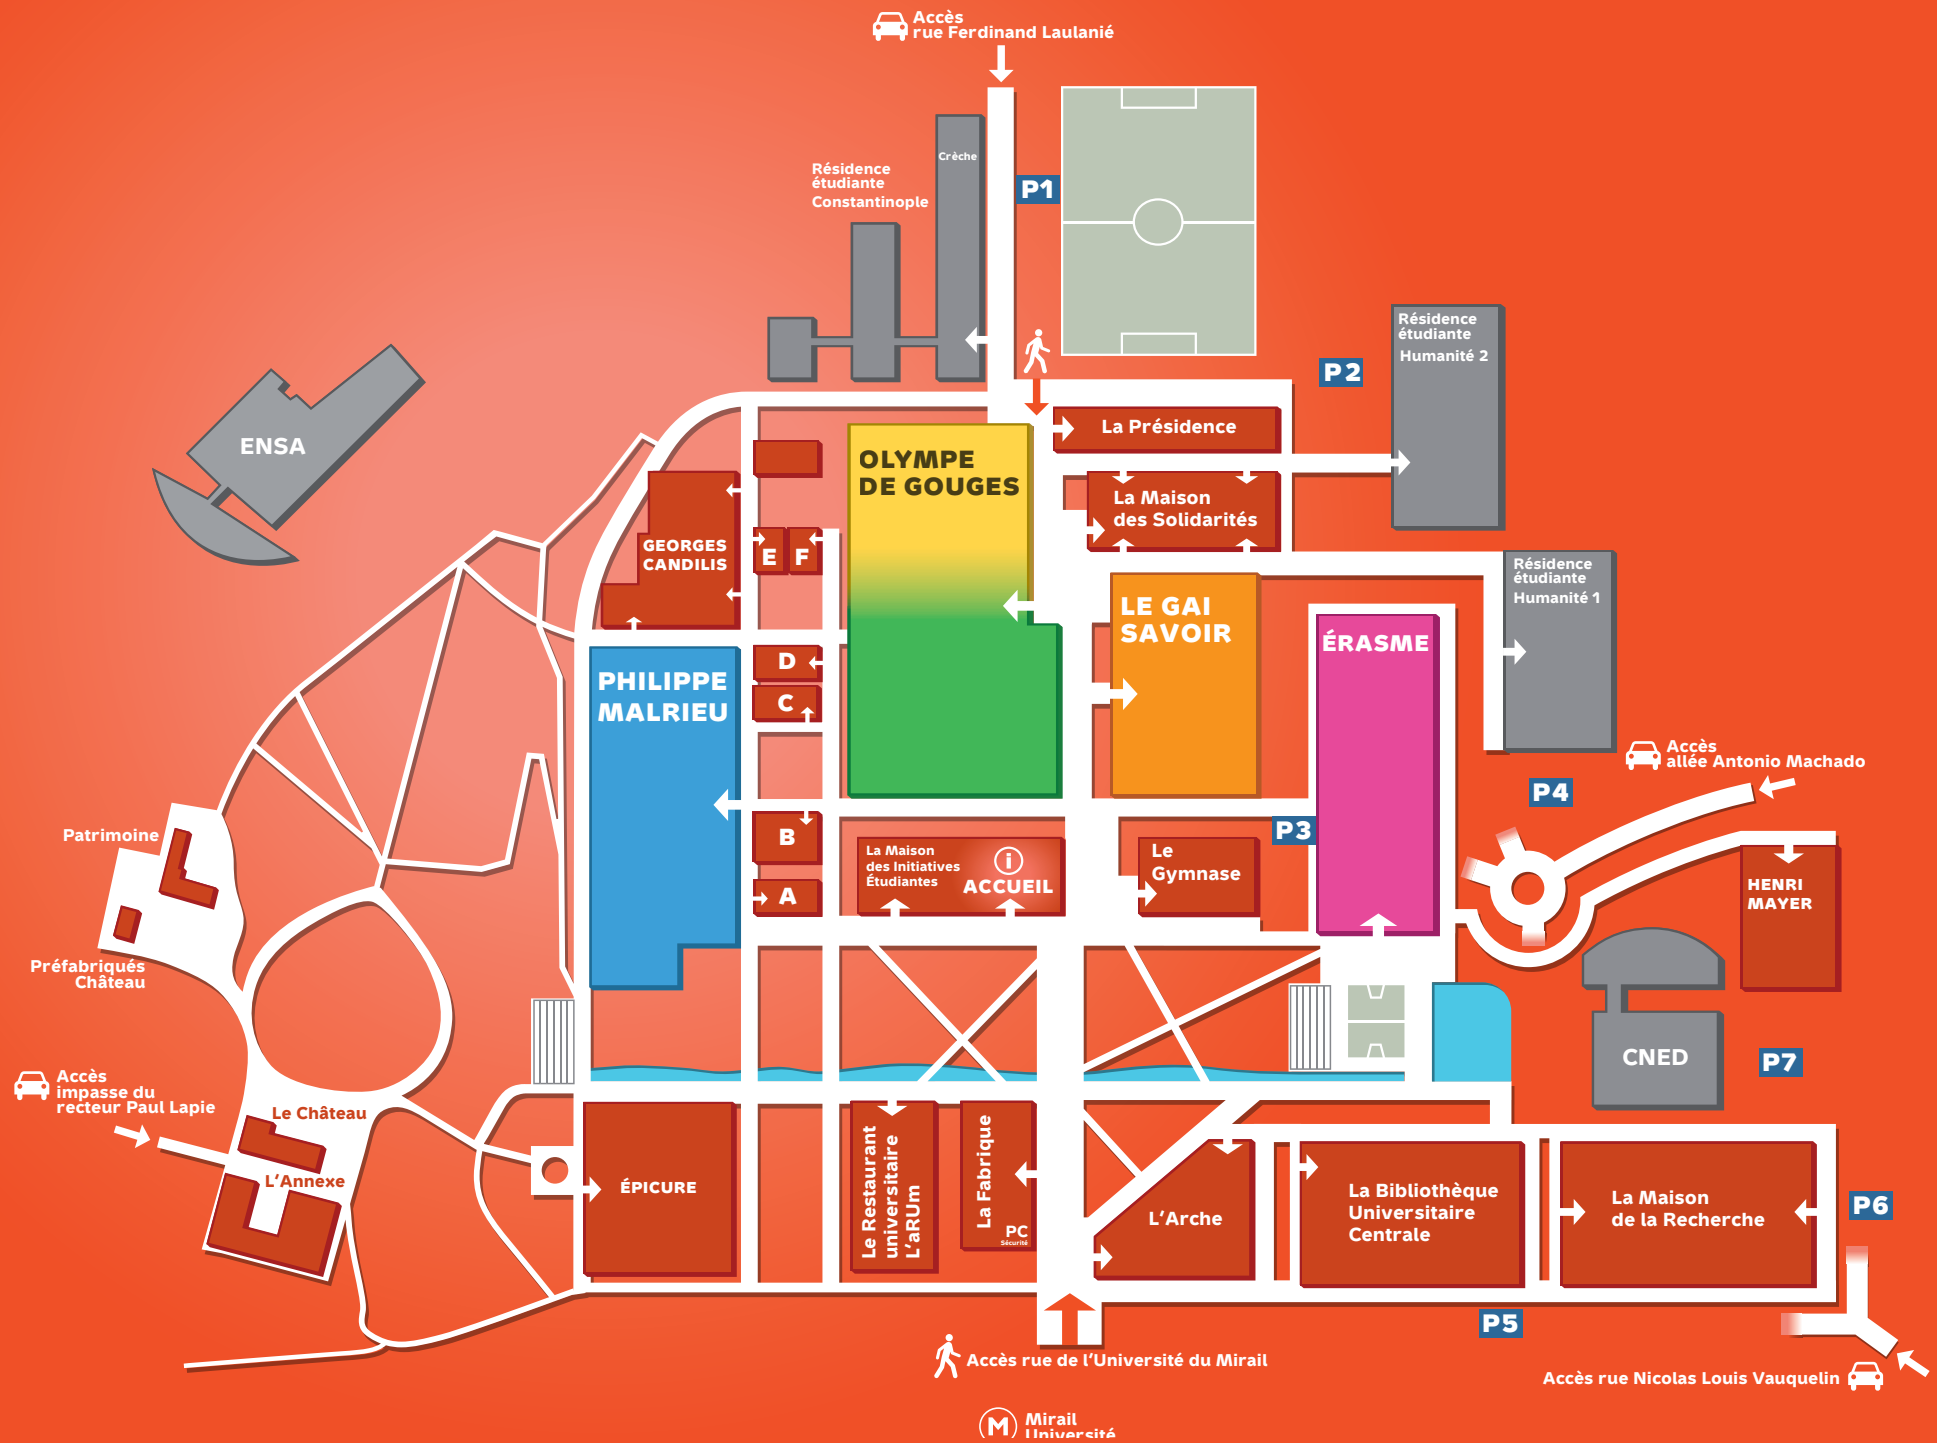 Accès
rue Ferdinand Laulanié
Crèche
Résidence
étudiante
Constantinople
P1
Résidence
étudiante
Humanité 2
P2
La Présidence
ENSA
OLYMPE
DE GOUGES
La Maison
des Solidarités
GEORGES
CANDILIS
E
F
Résidence
étudiante
Humanité 1
LE GAI
SAVOIR
ÉRASME
D
C
PHILIPPE
MALRIEU
Accès
allée Antonio Machado
P4
P3
Patrimoine
B
La Maison
des Initiatives
Étudiantes
i
ACCUEIL
Le
Gymnase
A
HENRI
MAYER
Préfabriqués
Château
CNED
P7
Accès
impasse du
recteur Paul Lapie
Le Château
L'Annexe
ÉPICURE
Le Restaurant
universitaire
L'aRUm
La Fabrique
PC
Sécurité
L'Arche
La Bibliothèque
Universitaire
Centrale
La Maison
de la Recherche
P6
P5
Accès rue de l'Université du Mirail
Accès rue Nicolas Louis Vauquelin
M
Mirail
Université